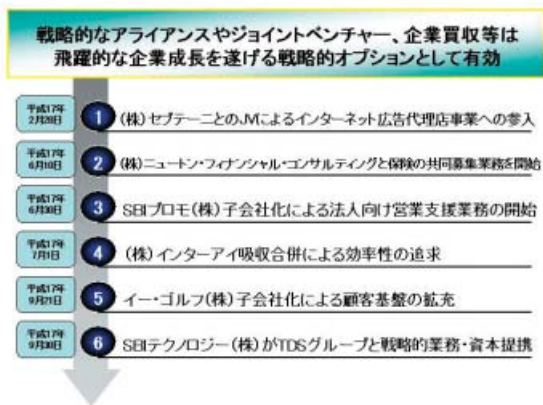 戦略的なアライアンスやジョイントベンチャー、企業買収等は
飛躍的な企業成長を遂げる戦略的オプションとして有効
平成17年
2月28日
1
(株)セプテーニとのJVによるインターネット広告代理店事業への参入
平成17年
6月10日
2
(株)ニュートン・フィナンシャル・コンサルティングと保険の共同募集業務を開始
平成17年
6月30日
3
SBIプロモ(株)子会社化による法人向け営業支援業務の開始
平成17年
7月1日
4
(株)インターアイ吸収合併による効率性の追求
平成17年
9月21日
5
イー・ゴルフ(株)子会社化による顧客基盤の拡充
平成17年
9月30日
6
SBIテクノロジー(株)がTDSグループと戦略的業務・資本提携